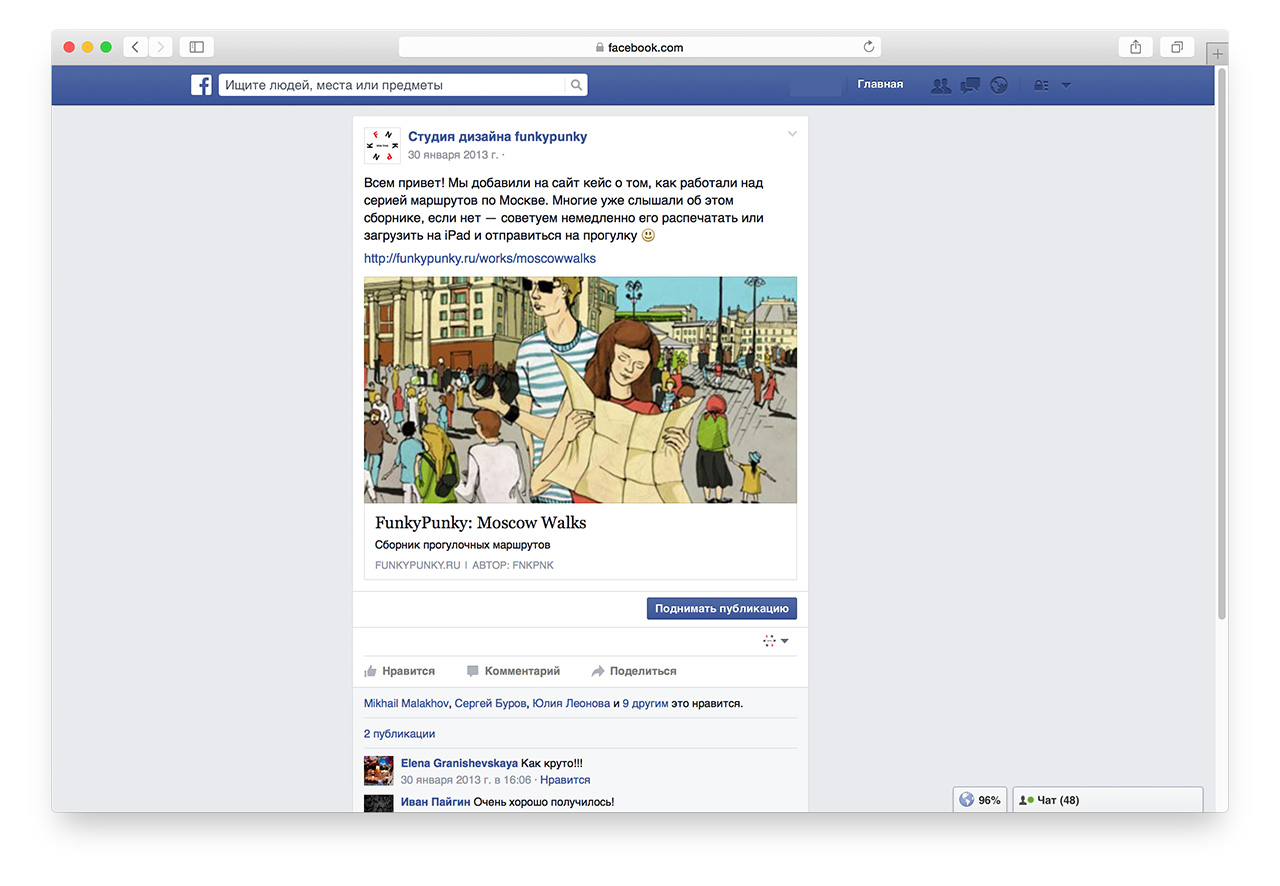 facebook.com
Ищите людей, места или предметы
Главная
Студия дизайна funkypunky
30 января 2013 г. ·
Всем привет! Мы добавили на сайт кейс о том, как работали над
серией маршрутов по Москве. Многие уже слышали об этом
сборнике, если нет — советуем немедленно его распечатать или
загрузить на iPad и отправиться на прогулку
http://funkypunky.ru/works/moscowwalks
FunkyPunky: Moscow Walks
Сборник прогулочных маршрутов
FUNKYPUNKY.RU | АВТОР: FNKPNK
Поднимать публикацию
Нравится Комментарий Поделиться
Mikhail Malakhov, Сергей Буров, Юлия Леонова и 9 другим это нравится.
2 публикации
Elena Granishevskaya Как круто!!!
30 января 2013 г. в 16:06 · Нравится
Иван Пайгин Очень хорошо получилось!
96%
Чат (48)